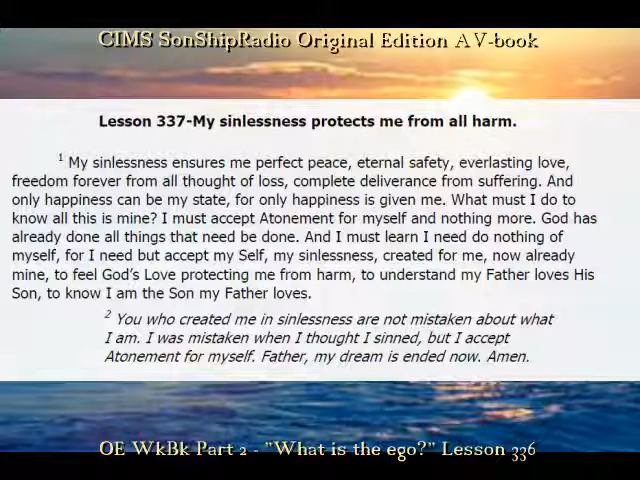 CIMS SonShipRadio Original Edition AV-book
Lesson 337-My sinlessness protects me from all harm.
1 My sinlessness ensures me perfect peace, eternal safety, everlasting love,
freedom forever from all thought of loss, complete deliverance from suffering. And
only happiness can be my state, for only happiness is given me. What must I do to
know all this is mine? I must accept Atonement for myself and nothing more. God has
already done all things that need be done. And I must learn I need do nothing of
myself, for I need but accept my Self, my sinlessness, created for me, now already
mine, to feel God's Love protecting me from harm, to understand my Father loves His
Son, to know I am the Son my Father loves.
2 You who created me in sinlessness are not mistaken about what
I am. I was mistaken when I thought I sinned, but I accept
Atonement for myself. Father, my dream is ended now. Amen.
OE WkBk Part 2 - "What is the ego?" Lesson 336